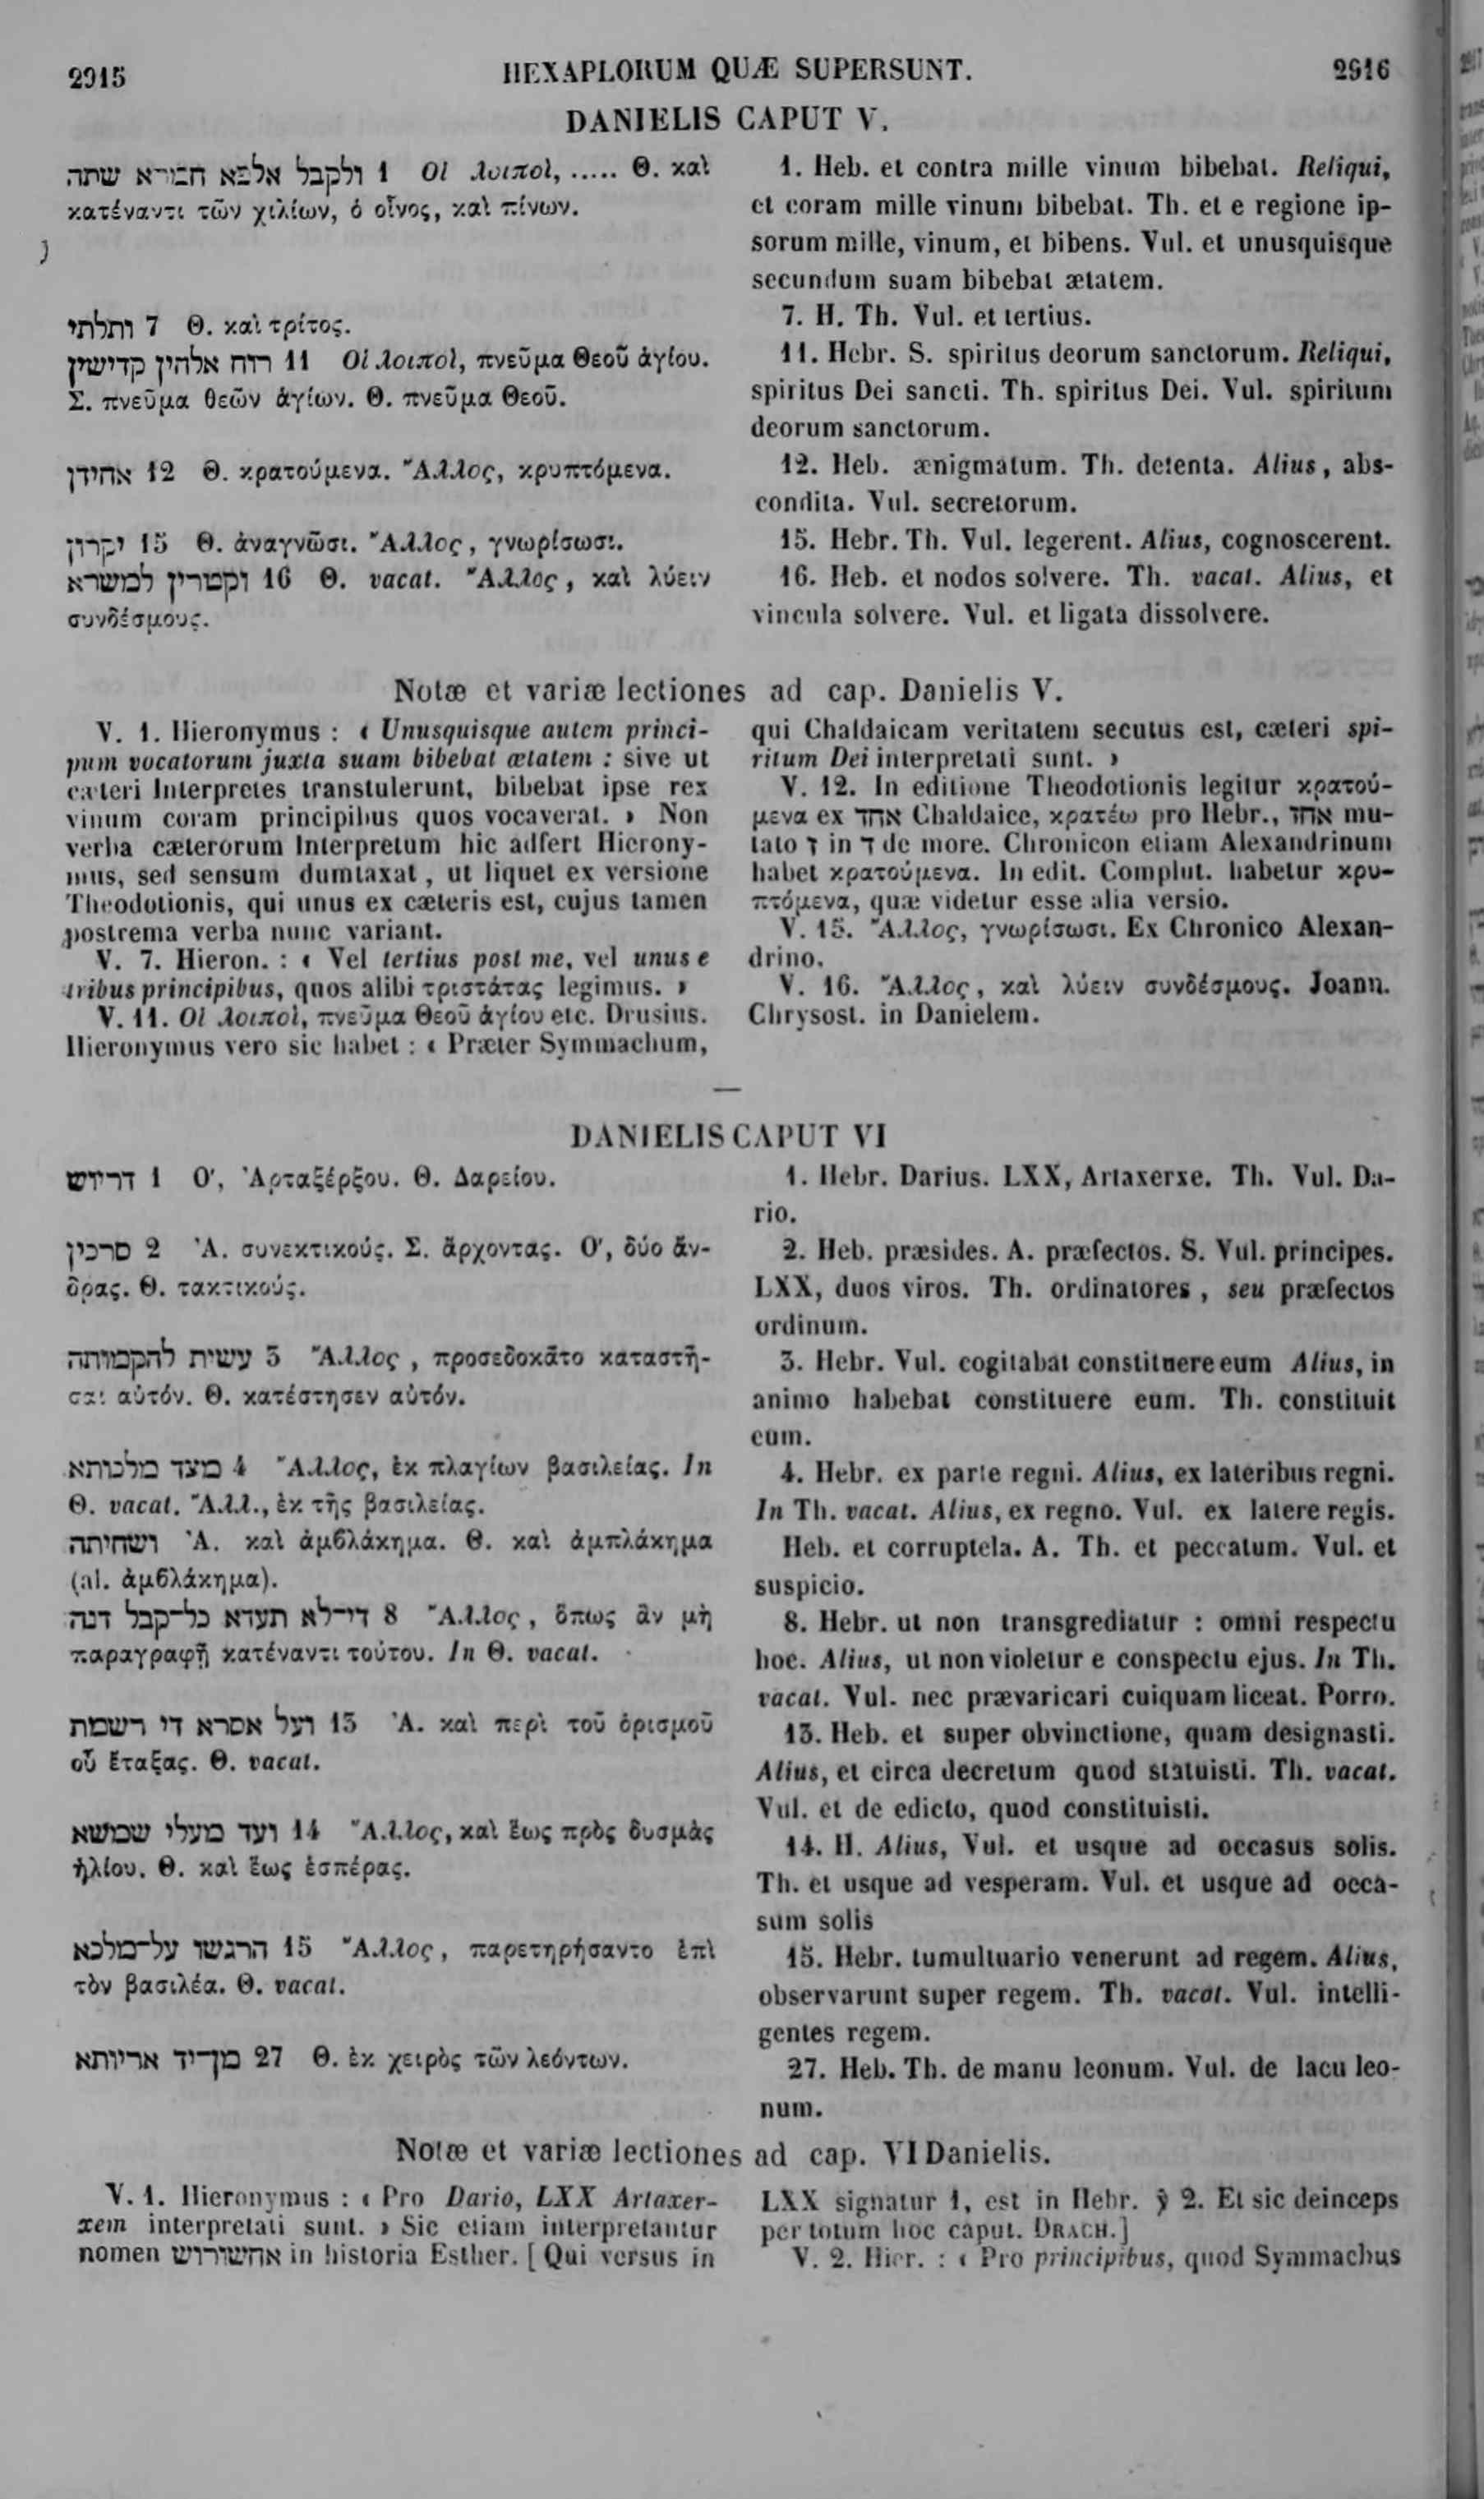 2915 HEXAPLORUM QUÆ SUPERSUNT. 2916
DANIELIS CAPUT V.
ולקבל אלפא חמרא שתה 1 Οἱ λοιποὶ, ..... Θ. καὶ
κατέναντι τῶν χιλίων, ὁ οἶνος, καὶ πίνων.
ותלתי 7 Θ. καὶ τρίτος.
רוח אלהין קדישין 11 Οἱ λοιποὶ, πνεῦμα Θεοῦ ἁγίου.
Σ. πνεῦμα θεῶν ἁγίων. Θ. πνεῦμα Θεοῦ.
אחידן 12 Θ. κρατούμενα. Ἄλλος, κρυπτόμενα.
יקרון 15 Θ. ἀναγνῶσι. Ἄλλος, γνωρίσωσι.
וקטרין למשרא 16 Θ. vacat. Ἄλλος, καὶ λύειν
συνδέσμους.
1. Heb. et contra mille vinum bibebat. Reliqui,
et coram mille vinum bibebat. Th. et e regione ip-
sorum mille, vinum, et bibens. Vul. et unusquisque
secundum suam bibebat ætatem.
7. H. Th. Vul. et tertius.
11. Hebr. S. spiritus deorum sanctorum. Reliqui,
spiritus Dei sancti. Th. spiritus Dei. Vul. spiritum
deorum sanctorum.
12. Heb. ænigmatum. Th. detenta. Alius, abs-
condita. Vul. secretorum.
15. Hebr. Th. Vul. legerent. Alius, cognoscerent.
16. Heb. et nodos solvere. Th. vacat. Alius, et
vincula solvere. Vul. et ligata dissolvere.
Notæ et variæ lectiones ad cap. Danielis V.
V. 1. Hieronymus : « Unusquisque autem princi-
pum vocatorum juxta suam bibebat ætatem : sive ut
cæteri Interpretes transtulerunt, bibebat ipse rex
vinum coram principibus quos vocaverat. » Non
verba cæterorum Interpretum hic adfert Hierony-
mus, sed sensum dumtaxat, ut liquet ex versione
Theodotionis, qui unus ex cæteris est, cujus tamen
postrema verba nunc variant.
V. 7. Hieron. : « Vel tertius post me, vel unus e
tribus principibus, quos alibi τριστάτας legimus. »
V. 11. Οἱ λοιποὶ, πνεῦμα Θεοῦ ἁγίου etc. Drusius.
Hieronymus vero sic habet : « Præter Symmachum,
qui Chaldaicam veritatem secutus est, cæteri spi-
ritum Dei interpretati sunt. »
V. 12. In editione Theodotionis legitur κρατού-
μενα ex אחד Chaldaice, κρατέω pro Hebr., אחז mu-
tato ז in ד de more. Chronicon etiam Alexandrinum
habet κρατούμενα. In edit. Complut. habetur κρυ-
πτόμενα, quæ videtur esse alia versio.
V. 15. Ἄλλος, γνωρίσωσι. Ex Chronico Alexan-
drino.
V. 16. Ἄλλος, καὶ λύειν συνδέσμους. Joann.
Chrysost. in Danielem.
DANIELIS CAPUT VI
דריוש 1 Ο', Ἀρταξέρξου. Θ. Δαρείου.
סרכין 2 Ἀ. συνεκτικούς. Σ. ἄρχοντας. Ο', δύο ἄν-
δρας. Θ. τακτικούς.
עשית להקמותה 3 Ἄλλος, προσεδοκᾶτο καταστῆ-
σαι αὐτόν. Θ. κατέστησεν αὐτόν.
מצד מלכותא 4 Ἄλλος, ἐκ πλαγίων βασιλείας. In
Θ. vacat. Ἄλλ., ἐκ τῆς βασιλείας.
ושחיתה Ἀ. καὶ ἀμβλάκημα. Θ. καὶ ἀμπλάκημα
(al. ἀμβλάκημα).
די־לא תעדא כל־קבל דנה 8 Ἄλλος, ὅπως ἂν μὴ
παραγραφῇ κατέναντι τούτου. In Θ. vacat.
ועל אסרא די רשמת 13 Ἀ. καὶ περὶ τοῦ ὁρισμοῦ
οὗ ἔταξας. Θ. vacat.
ועד מעלי שמשא 14 Ἄλλος, καὶ ἕως πρὸς δυσμὰς
ἡλίου. Θ. καὶ ἕως ἑσπέρας.
הרגשו על־מלכא 15 Ἄλλος, παρετηρήσαντο ἐπὶ
τὸν βασιλέα. Θ. vacat.
מן־יד אריותא 27 Θ. ἐκ χειρὸς τῶν λεόντων.
1. Hebr. Darius. LXX, Artaxerxe. Th. Vul. Da-
rio.
2. Heb. præsides. A. præfectos. S. Vul. principes.
LXX, duos viros. Th. ordinatores, seu præfectos
ordinum.
3. Hebr. Vul. cogitabat constituere eum Alius, in
animo habebat constituere eum. Th. constituit
eum.
4. Hebr. ex parte regni. Alius, ex lateribus regni.
In Th. vacat. Alius, ex regno. Vul. ex latere regis.
Heb. et corruptela. A. Th. et peccatum. Vul. et
suspicio.
8. Hebr. ut non transgrediatur : omni respectu
hoc. Alius, ut non violetur e conspectu ejus. In Th.
vacat. Vul. nec prævaricari cuiquam liceat. Porro.
13. Heb. et super obvinctione, quam designasti.
Alius, et circa decretum quod statuisti. Th. vacat.
Vul. et de edicto, quod constituisti.
14. H. Alius, Vul. et usque ad occasus solis.
Th. et usque ad vesperam. Vul. et usque ad occa-
sum solis
15. Hebr. tumultuario venerunt ad regem. Alius,
observarunt super regem. Th. vacat. Vul. intelli-
gentes regem.
27. Heb. Th. de manu leonum. Vul. de lacu leo-
num.
Notæ et variæ lectiones ad cap. VI Danielis.
V. 1. Hieronymus : « Pro Dario, LXX Artaxer-
xem interpretati sunt. » Sic etiam interpretantur
nomen אחשורוש in historia Esther. [ Qui versus in
LXX signatur 1, est in Hebr. ℣ 2. Et sic deinceps
per totum hoc caput. DRACH.]
V. 2. Hier. : « Pro principibus, quod Symmachus